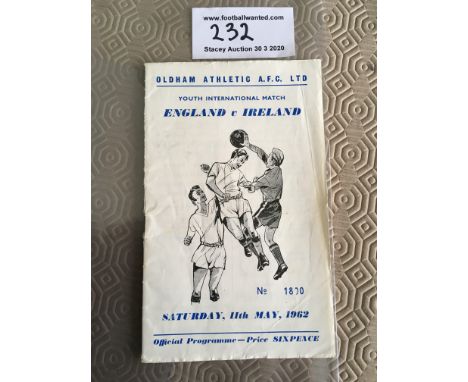 www.footballwanted.com
232
Stacey Auction 30 3 2020
OLDHAM ATHLETIC A.F.C. LTD
YOUTH INTERNATIONAL MATCH
ENGLAND v IRELAND
No 1800
SATURDAY, 11th MAY, 1962
Official Programme—Price SIXPENCE